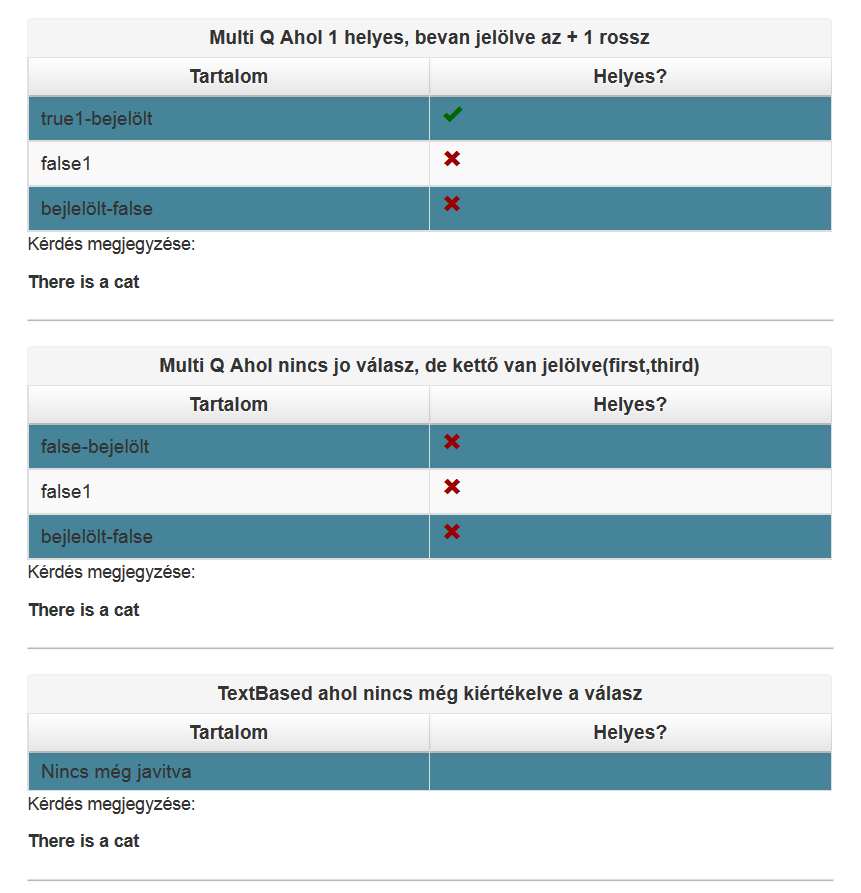 Multi Q Ahol 1 helyes, bevan jelölve az + 1 rossz
Tartalom Helyes?
true1-bejelölt
false1
bejlelölt-false
Kérdés megjegyzése:
There is a cat
Multi Q Ahol nincs jo válasz, de kettő van jelölve(first,third)
Tartalom Helyes?
false-bejelölt
false1
bejlelölt-false
Kérdés megjegyzése:
There is a cat
TextBased ahol nincs még kiértékelve a válasz
Tartalom Helyes?
Nincs még javitva
Kérdés megjegyzése:
There is a cat